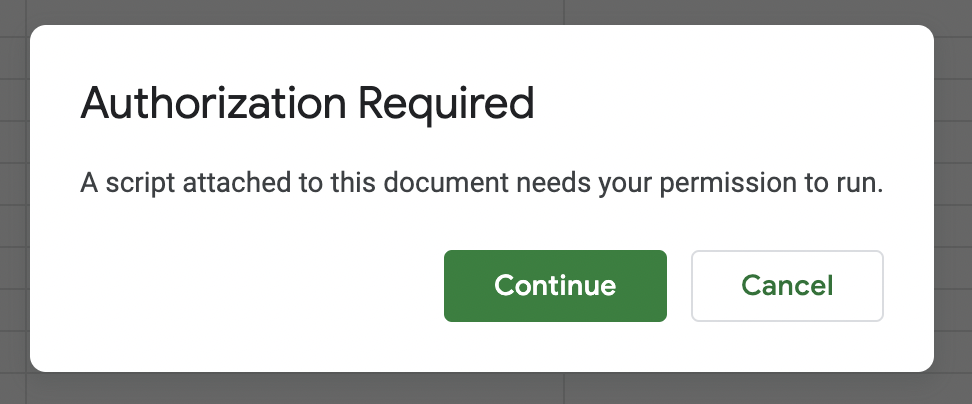 Authorization Required
A script attached to this document needs your permission to run.
Continue
Cancel